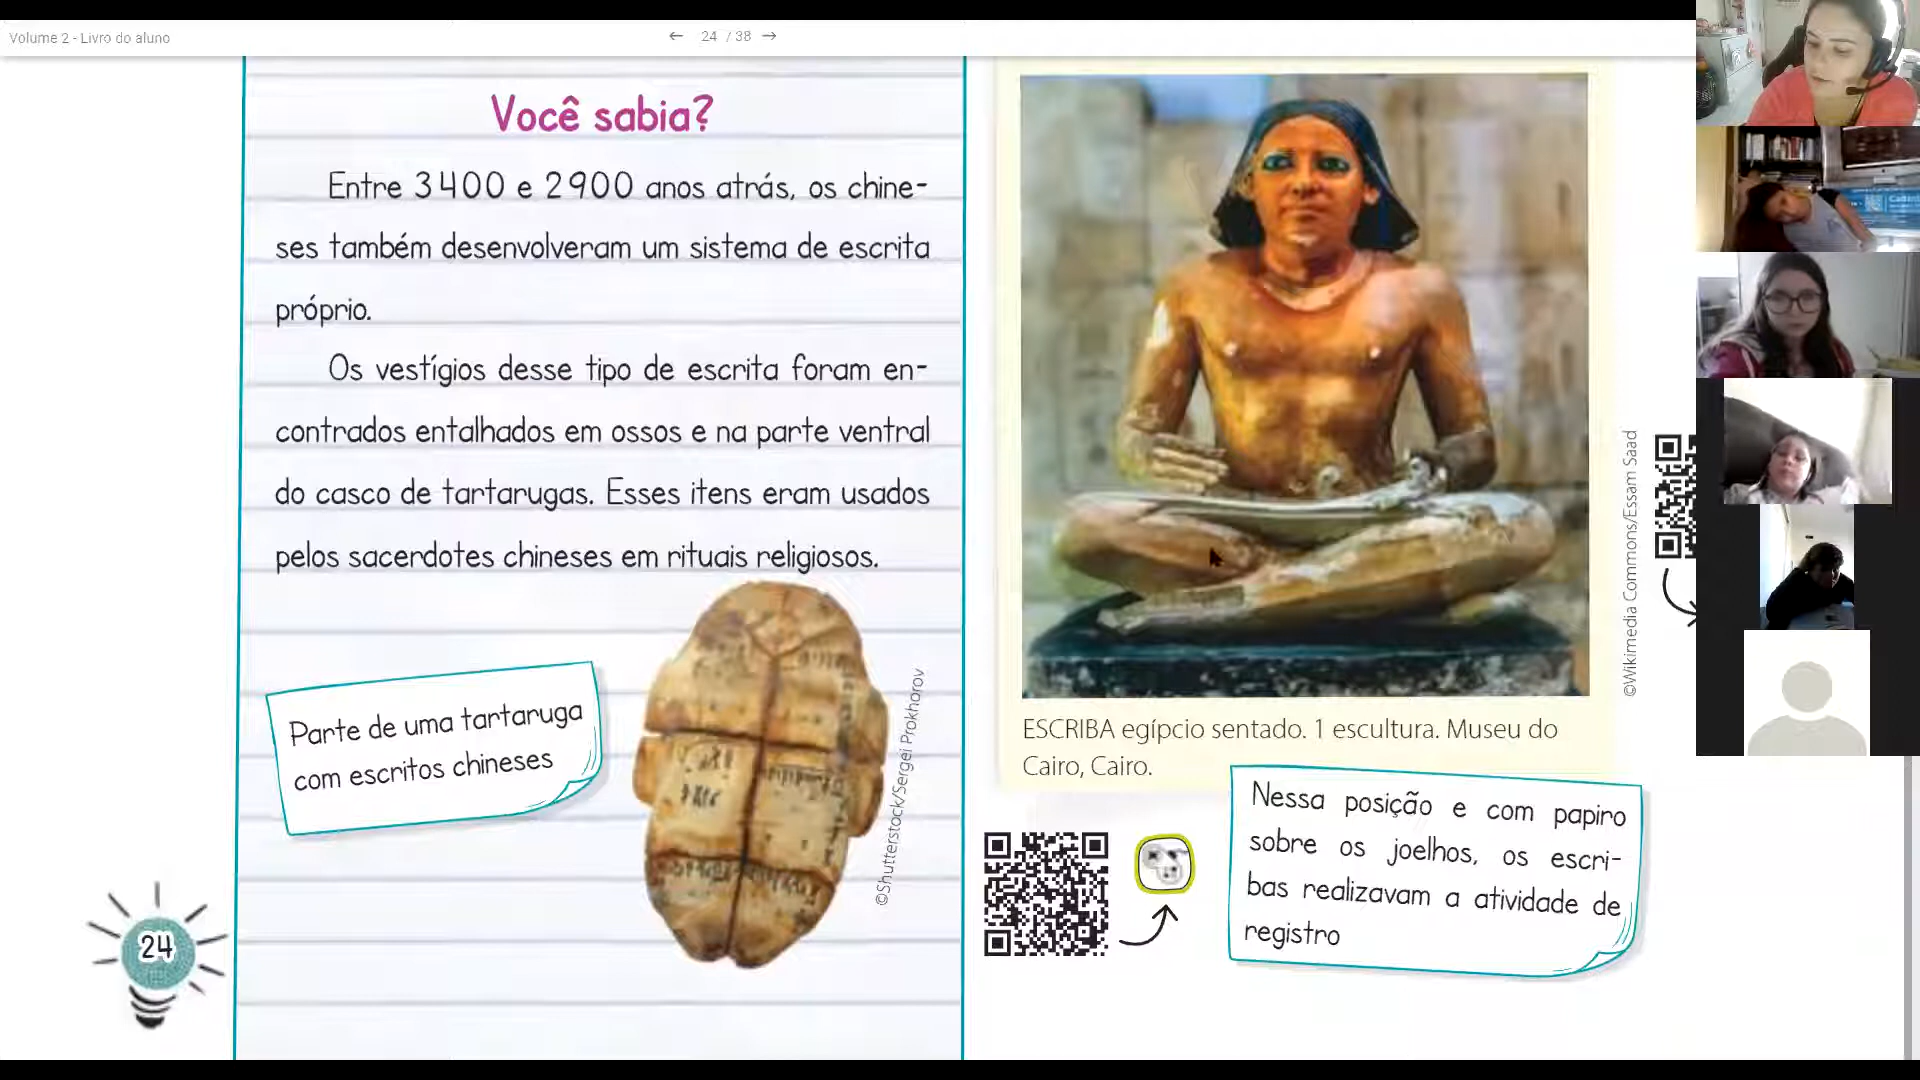 Volume 2 - Livro do aluno
← 24 / 38 →
Você sabia?
Entre 3400 e 2900 anos atrás, os chine-
ses também desenvolveram um sistema de escrita
próprio.
Os vestígios desse tipo de escrita foram en-
contrados entalhados em ossos e na parte ventral
do casco de tartarugas. Esses itens eram usados
pelos sacerdotes chineses em rituais religiosos.
Parte de uma tartaruga
com escritos chineses
©Shutterstock/Sergei Prokhorov
24
©Wikimedia Commons/Essam Saad
ESCRIBA egípcio sentado. 1 escultura. Museu do
Cairo, Cairo.
Nessa posição e com papiro
sobre os joelhos, os escri-
bas realizavam a atividade de
registro